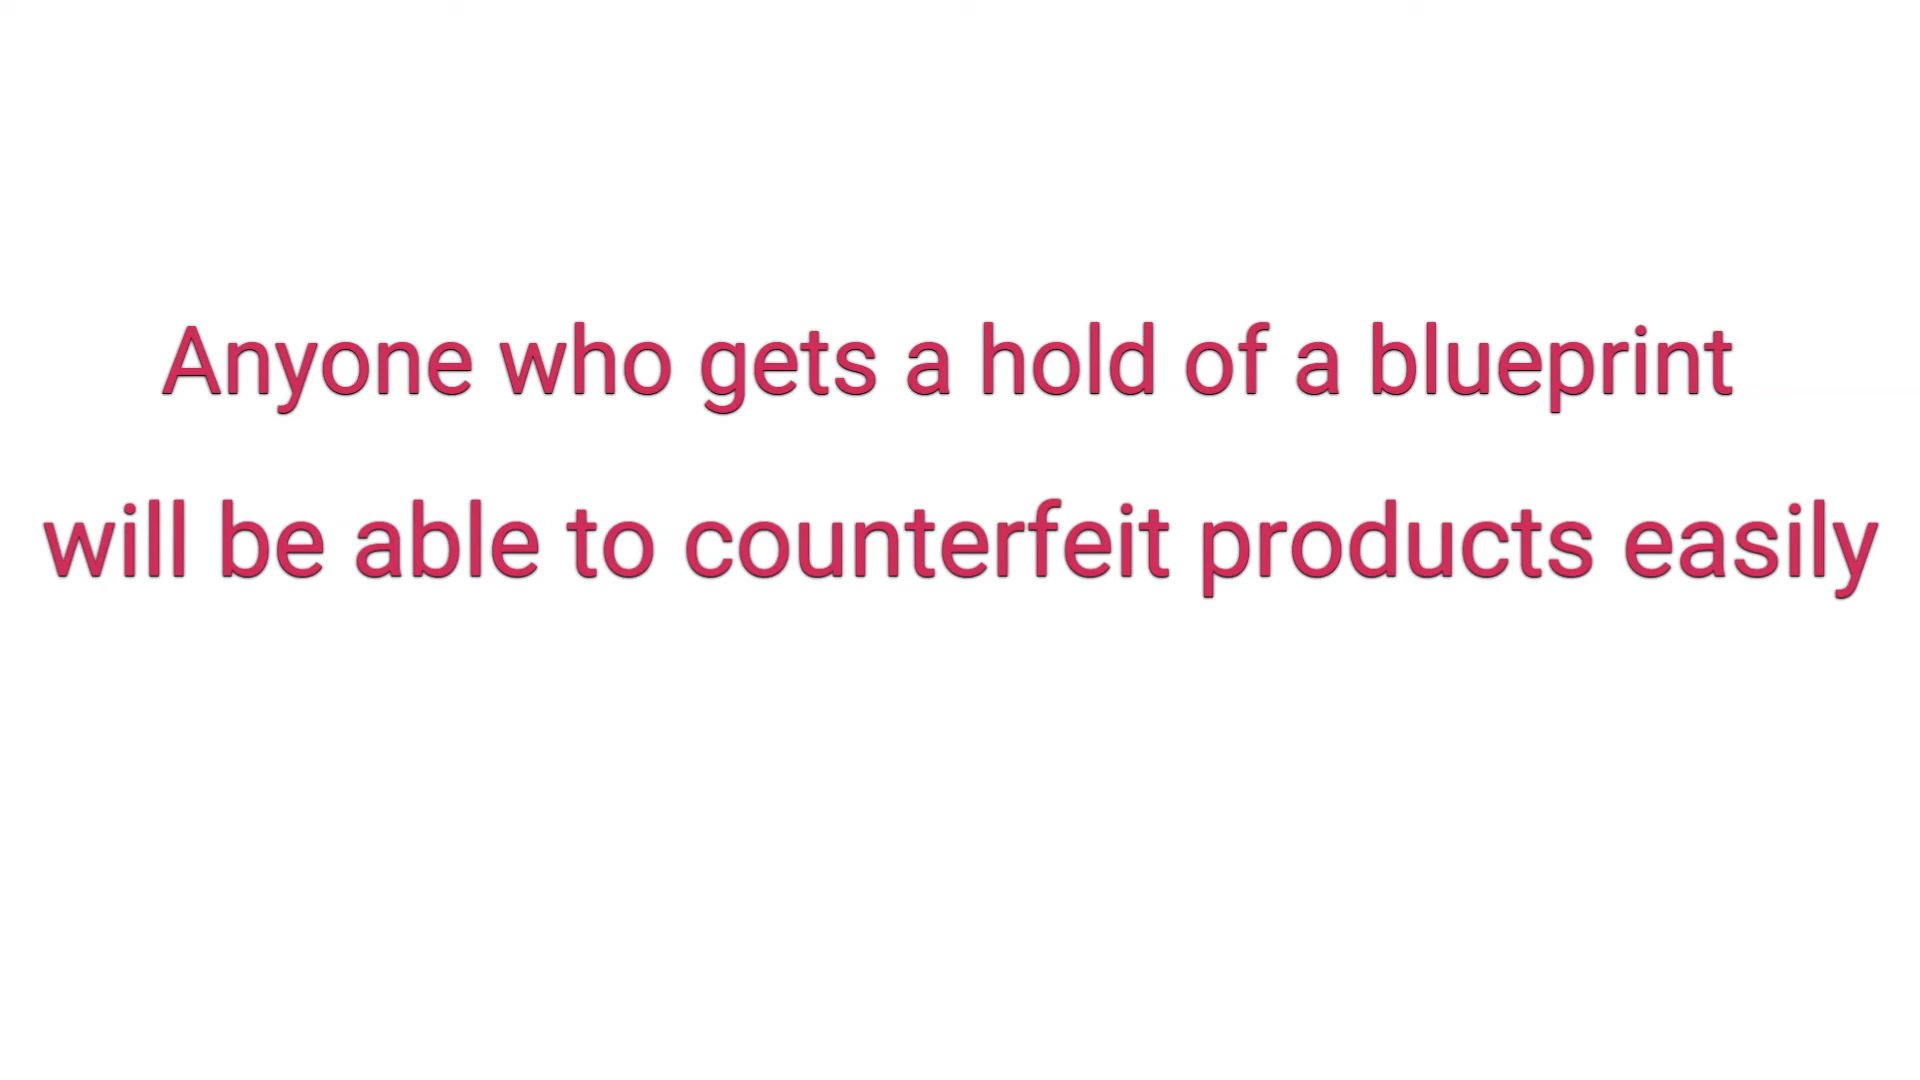 Anyone who gets a hold of a blueprint
will be able to counterfeit products easily